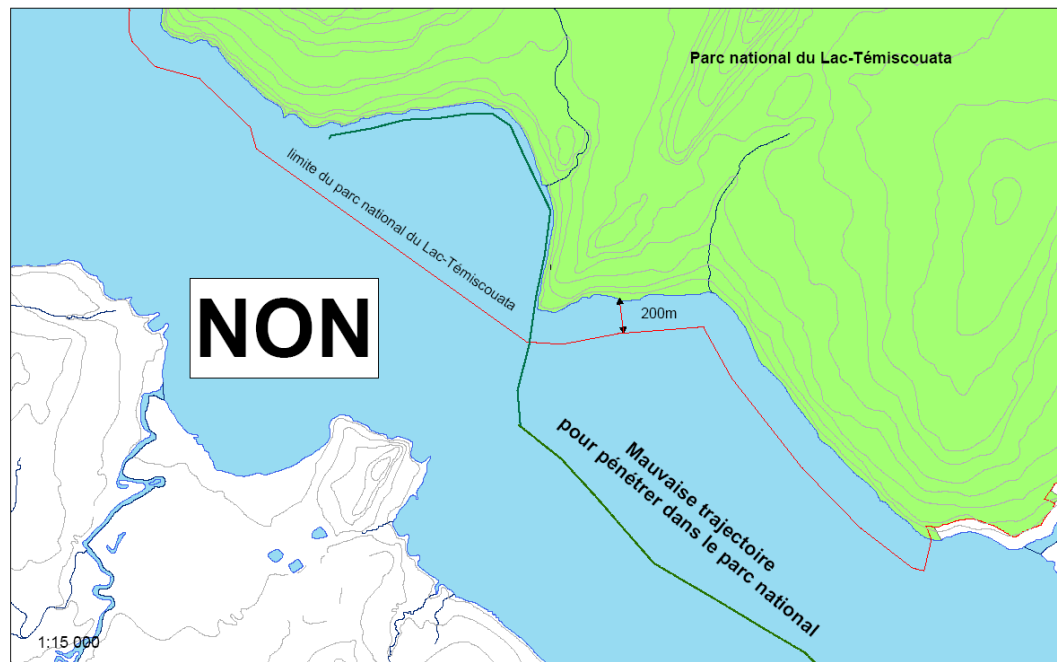 Parc national du Lac-Témiscouata
limite du parc national du Lac-Témiscouata
NON
200m
Mauvaise trajectoire
pour pénétrer dans le parc national
1:15 000